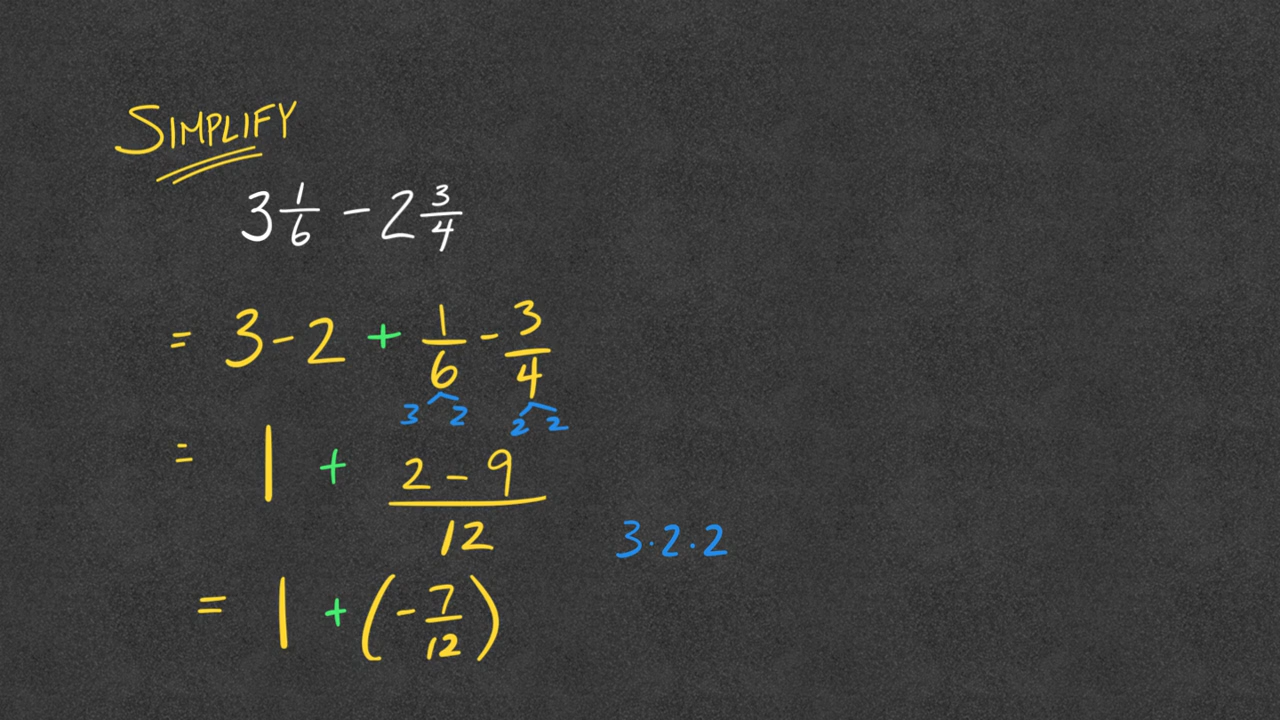 SIMPLIFY
3 1/6 - 2 3/4
= 3 - 2 + 1/6 - 3/4
3 2 2 2
= 1 + (2 - 9)/12
3·2·2
= 1 + (-7/12)